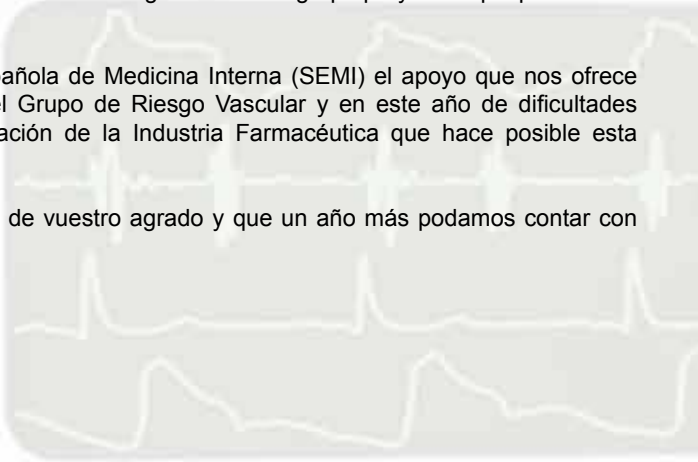 añola de Medicina Interna (SEMI) el apoyo que nos ofrece
el Grupo de Riesgo Vascular y en este año de dificultades
ación de la Industria Farmacéutica que hace posible esta
de vuestro agrado y que un año más podamos contar con